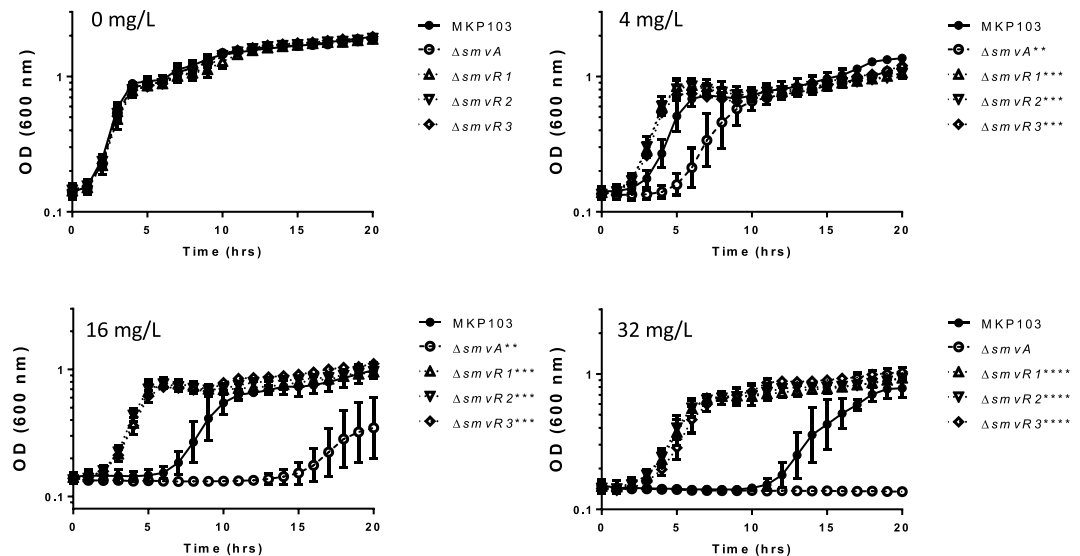 0 mg/L
OD (600 nm)
1
0.1
0 5 10 15 20
Time (hrs)
MKP103
ΔsmvA
ΔsmvR1
ΔsmvR2
ΔsmvR3
4 mg/L
OD (600 nm)
1
0.1
0 5 10 15 20
Time (hrs)
MKP103
ΔsmvA**
ΔsmvR1***
ΔsmvR2***
ΔsmvR3***
16 mg/L
OD (600 nm)
1
0.1
0 5 10 15 20
Time (hrs)
MKP103
ΔsmvA**
ΔsmvR1***
ΔsmvR2***
ΔsmvR3***
32 mg/L
OD (600 nm)
1
0.1
0 5 10 15 20
Time (hrs)
MKP103
ΔsmvA
ΔsmvR1****
ΔsmvR2****
ΔsmvR3****